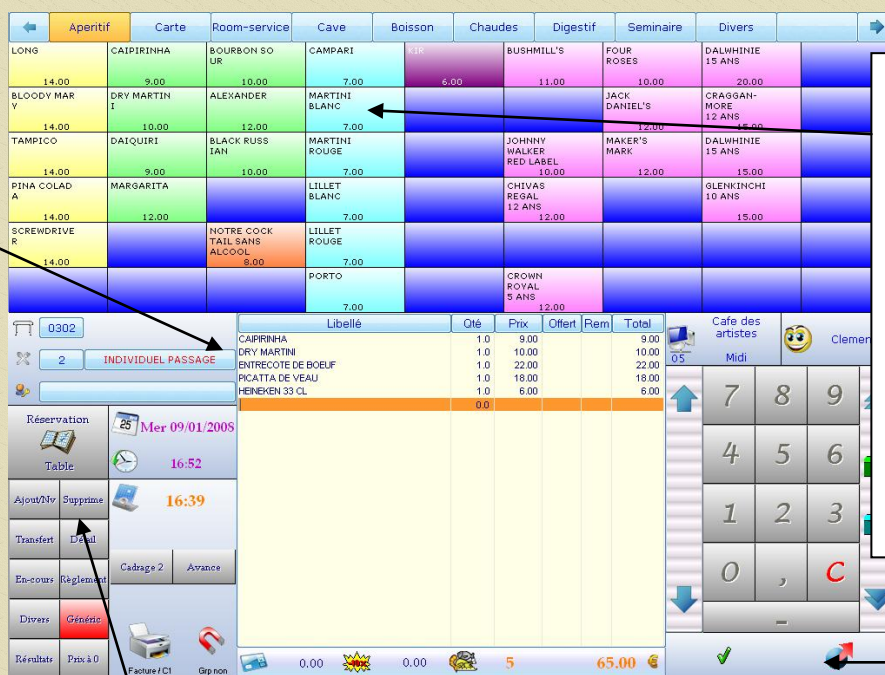 Aperitif Carte Room-service Cave Boisson Chaudes Digestif Seminaire Divers
LONG CAIPIRINHA BOURBON SO CAMPARI KIR BUSHMILL'S FOUR DALWHINIE
UR ROSES 15 ANS
14.00 9.00 10.00 7.00 6.00 11.00 10.00 20.00
BLOODY MAR DRY MARTIN ALEXANDER MARTINI JACK CRAGGAN-
Y I BLANC DANIEL'S MORE
12 ANS
14.00 10.00 12.00 7.00 12.00 15.00
TAMPICO DAIQUIRI BLACK RUSS MARTINI JOHNNY MAKER'S DALWHINIE
IAN ROUGE WALKER MARK 15 ANS
RED LABEL
14.00 9.00 10.00 7.00 10.00 12.00 15.00
PINA COLAD MARGARITA LILLET CHIVAS GLENKINCHI
A BLANC REGAL 10 ANS
12 ANS
14.00 12.00 7.00 12.00 15.00
SCREWDRIVE NOTRE COCK LILLET
R TAIL SANS ROUGE
ALCOOL
14.00 8.00 7.00
PORTO CROWN
ROYAL
5 ANS
7.00 12.00
0302
2 INDIVIDUEL PASSAGE
Libellé Qté Prix Offert Rem Total
CAIPIRINHA 1.0 9.00 9.00
DRY MARTINI 1.0 10.00 10.00
ENTRECOTE DE BOEUF 1.0 22.00 22.00
PICATTA DE VEAU 1.0 18.00 18.00
HEINEKEN 33 CL 1.0 6.00 6.00
0.0
05
Cafe des
artistes
Midi
Clemen
Réservation
Table
25 Mer 09/01/2008
16:52
16:39
Ajout/Nv Supprime
Transfert Détail
En-cours Règlement
Divers Généric
Résultats Prix à 0
Cadrage 2 Avance
Facture / C1 Grp non
7 8 9
4 5 6
1 2 3
0 , C
-
0.00 0.00 5 65.00 €